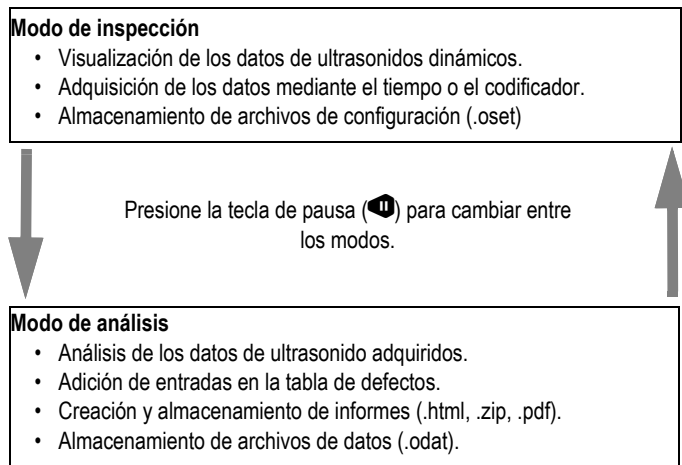 Modo de inspección
• Visualización de los datos de ultrasonidos dinámicos.
• Adquisición de los datos mediante el tiempo o el codificador.
• Almacenamiento de archivos de configuración (.oset)
Presione la tecla de pausa () para cambiar entre
los modos.
Modo de análisis
• Análisis de los datos de ultrasonido adquiridos.
• Adición de entradas en la tabla de defectos.
• Creación y almacenamiento de informes (.html, .zip, .pdf).
• Almacenamiento de archivos de datos (.odat).